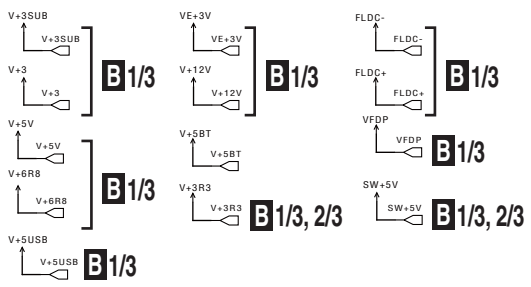 V+3SUB
V+3SUB
V+3
V+3
B 1/3
V+5V
V+5V
V+6R8
V+6R8
B 1/3
V+5USB
V+5USB
B 1/3
VE+3V
VE+3V
V+12V
V+12V
B 1/3
V+5BT
V+5BT
V+3R3
V+3R3
B 1/3, 2/3
FLDC-
FLDC-
FLDC+
FLDC+
B 1/3
VFDP
VFDP
B 1/3
SW+5V
SW+5V
B 1/3, 2/3